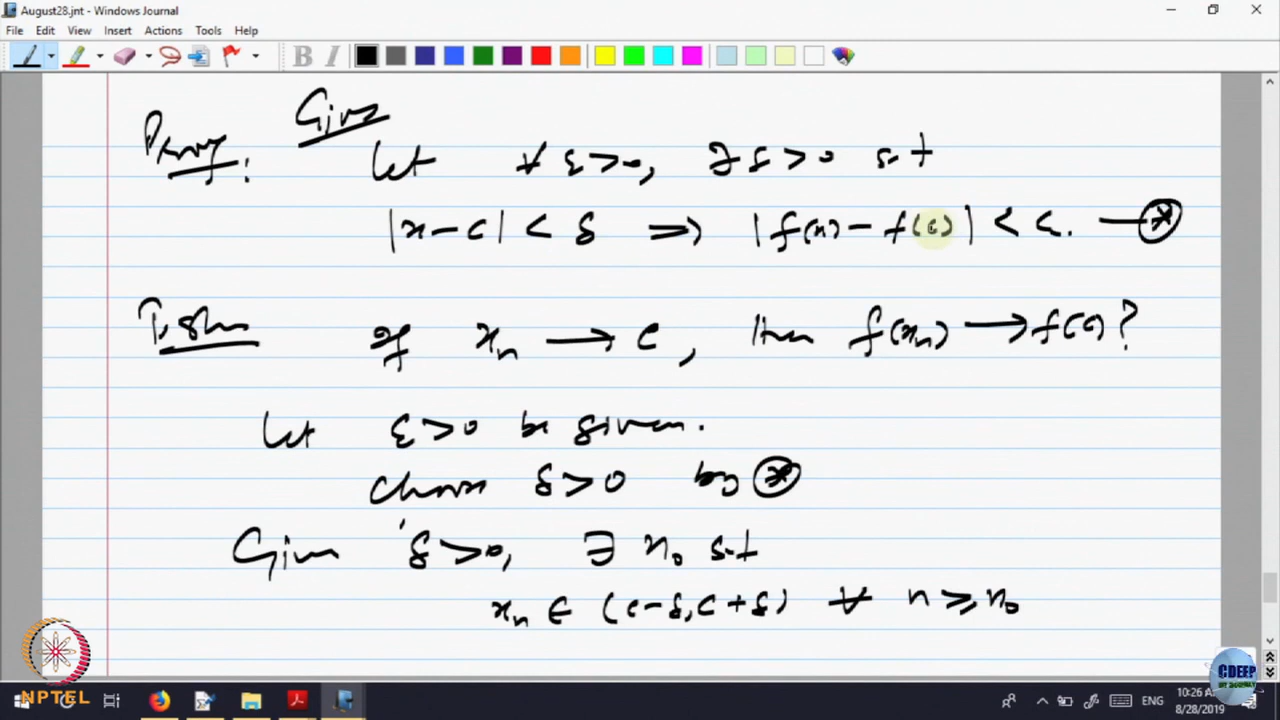 August28.jnt - Windows Journal
File Edit View Insert Actions Tools Help
B I
Proof: Given
Let ∀ ε>0, ∃ δ>0 s.t
|x-c| < δ ⇒ |f(x) - f(c)| < ε. — ⊛
T. Show If xₙ → c, then f(xₙ) → f(c)?
Let ε>0 be given.
Choose δ>0 by ⊛
Given δ>0, ∃ n₀ s.t
xₙ ∈ (c-δ, c+δ) ∀ n ≥ n₀
NPTEL
CDEEP
IIT BOMBAY
ENG
10:26 A
8/28/2019